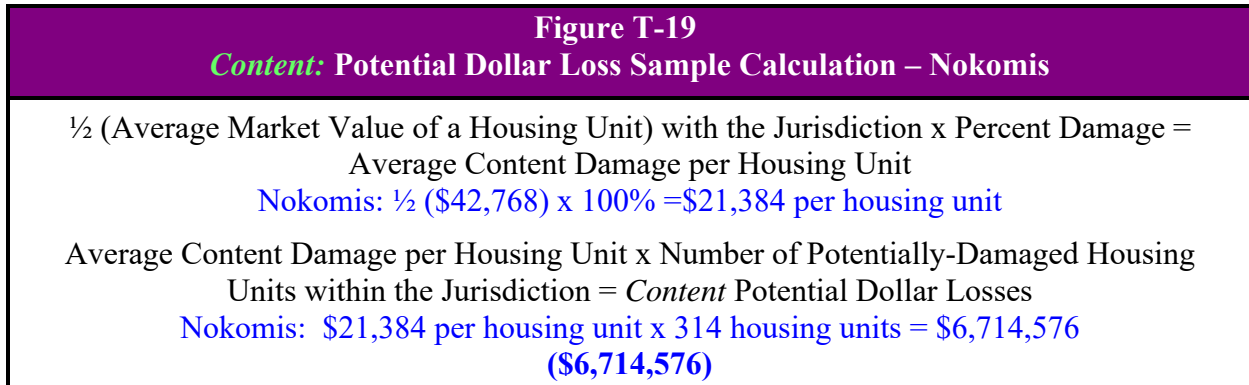 Figure T-19
Content: Potential Dollar Loss Sample Calculation – Nokomis
½ (Average Market Value of a Housing Unit) with the Jurisdiction x Percent Damage =
Average Content Damage per Housing Unit
Nokomis: ½ ($42,768) x 100% =$21,384 per housing unit
Average Content Damage per Housing Unit x Number of Potentially-Damaged Housing
Units within the Jurisdiction = Content Potential Dollar Losses
Nokomis: $21,384 per housing unit x 314 housing units = $6,714,576
($6,714,576)